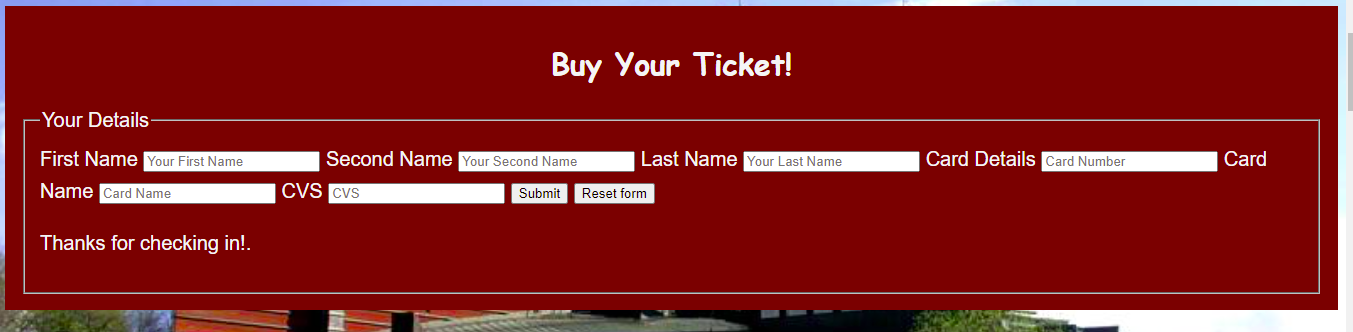 Buy Your Ticket!
Your Details
First Name Your First Name Second Name Your Second Name Last Name Your Last Name Card Details Card Number Card
Name Card Name CVS CVS Submit Reset form
Thanks for checking in!.